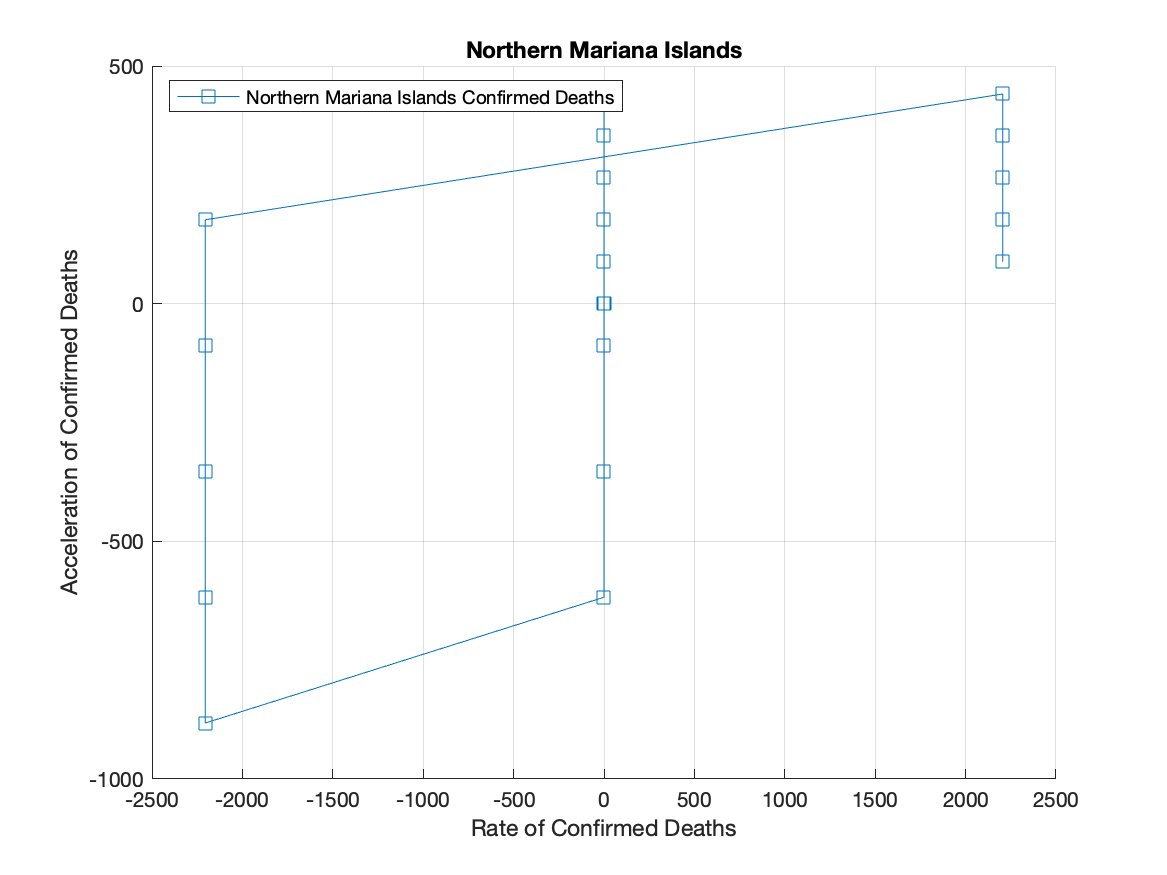 Northern Mariana Islands
Northern Mariana Islands Confirmed Deaths
500
0
-500
-1000
Acceleration of Confirmed Deaths
-2500 -2000 -1500 -1000 -500 0 500 1000 1500 2000 2500
Rate of Confirmed Deaths